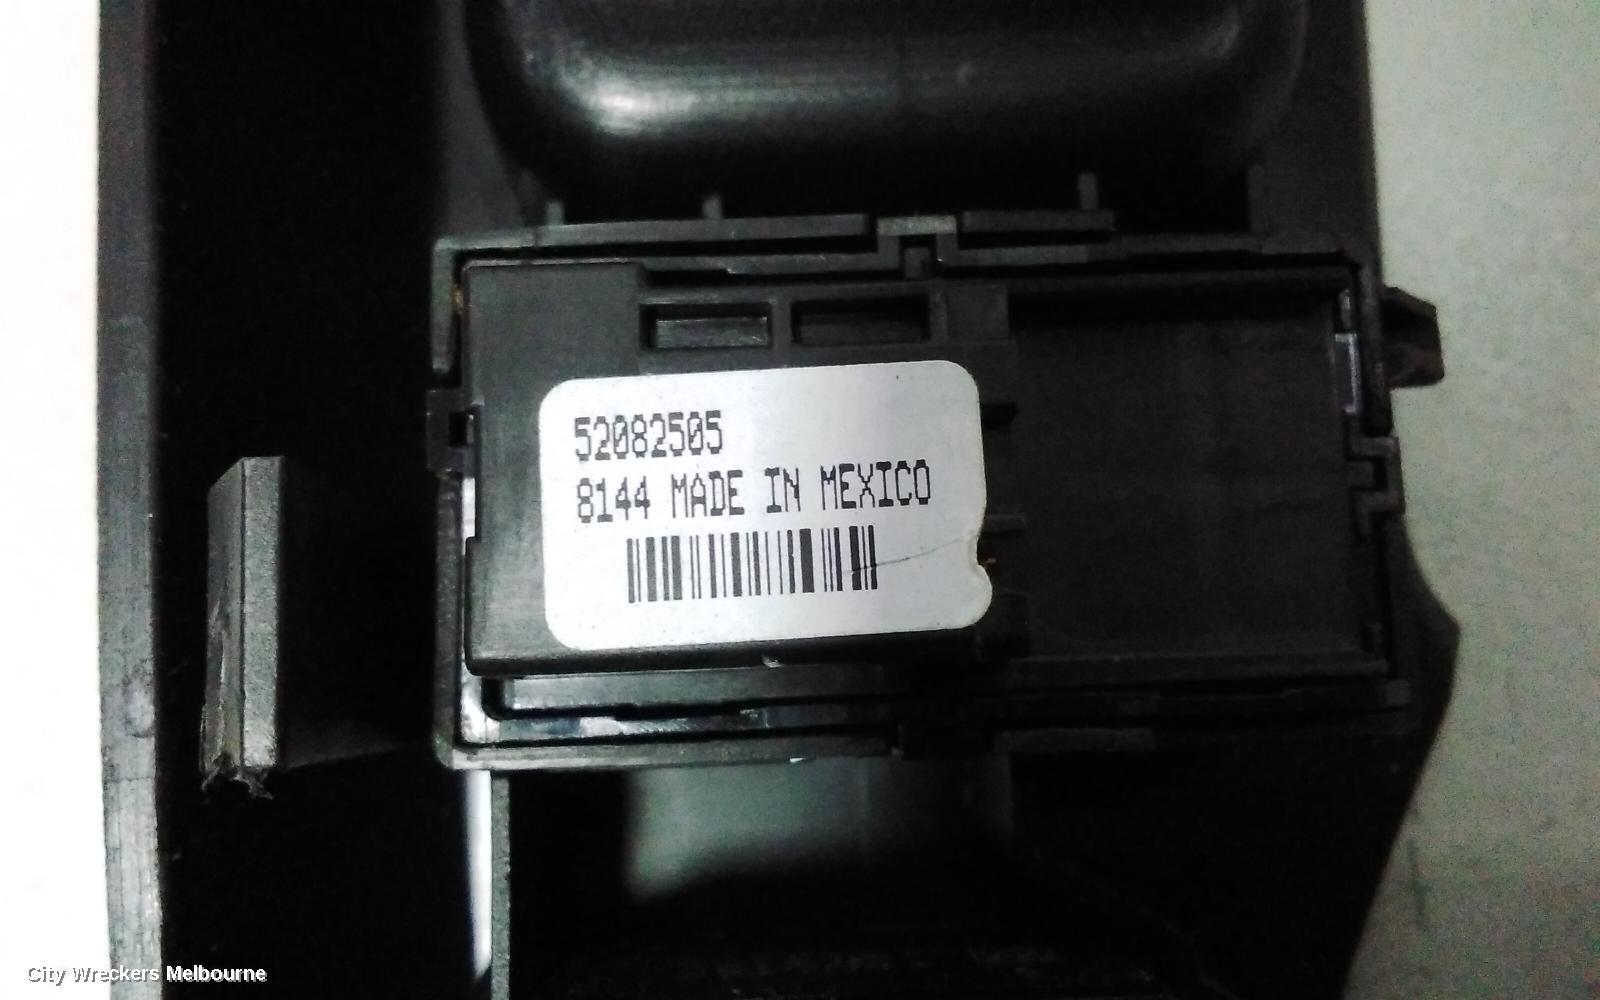 52082505
8144 MADE IN MEXICO
City Wreckers Melbourne